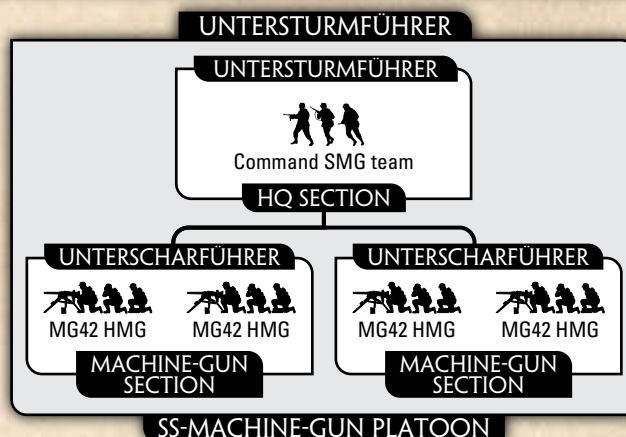 UNTERSTURMFÜHRER
UNTERSTURMFÜHRER
Command SMG team
HQ SECTION
UNTERSCHARFÜHRER
MG42 HMG MG42 HMG
MACHINE-GUN
SECTION
UNTERSCHARFÜHRER
MG42 HMG MG42 HMG
MACHINE-GUN
SECTION
SS-MACHINE-GUN PLATOON